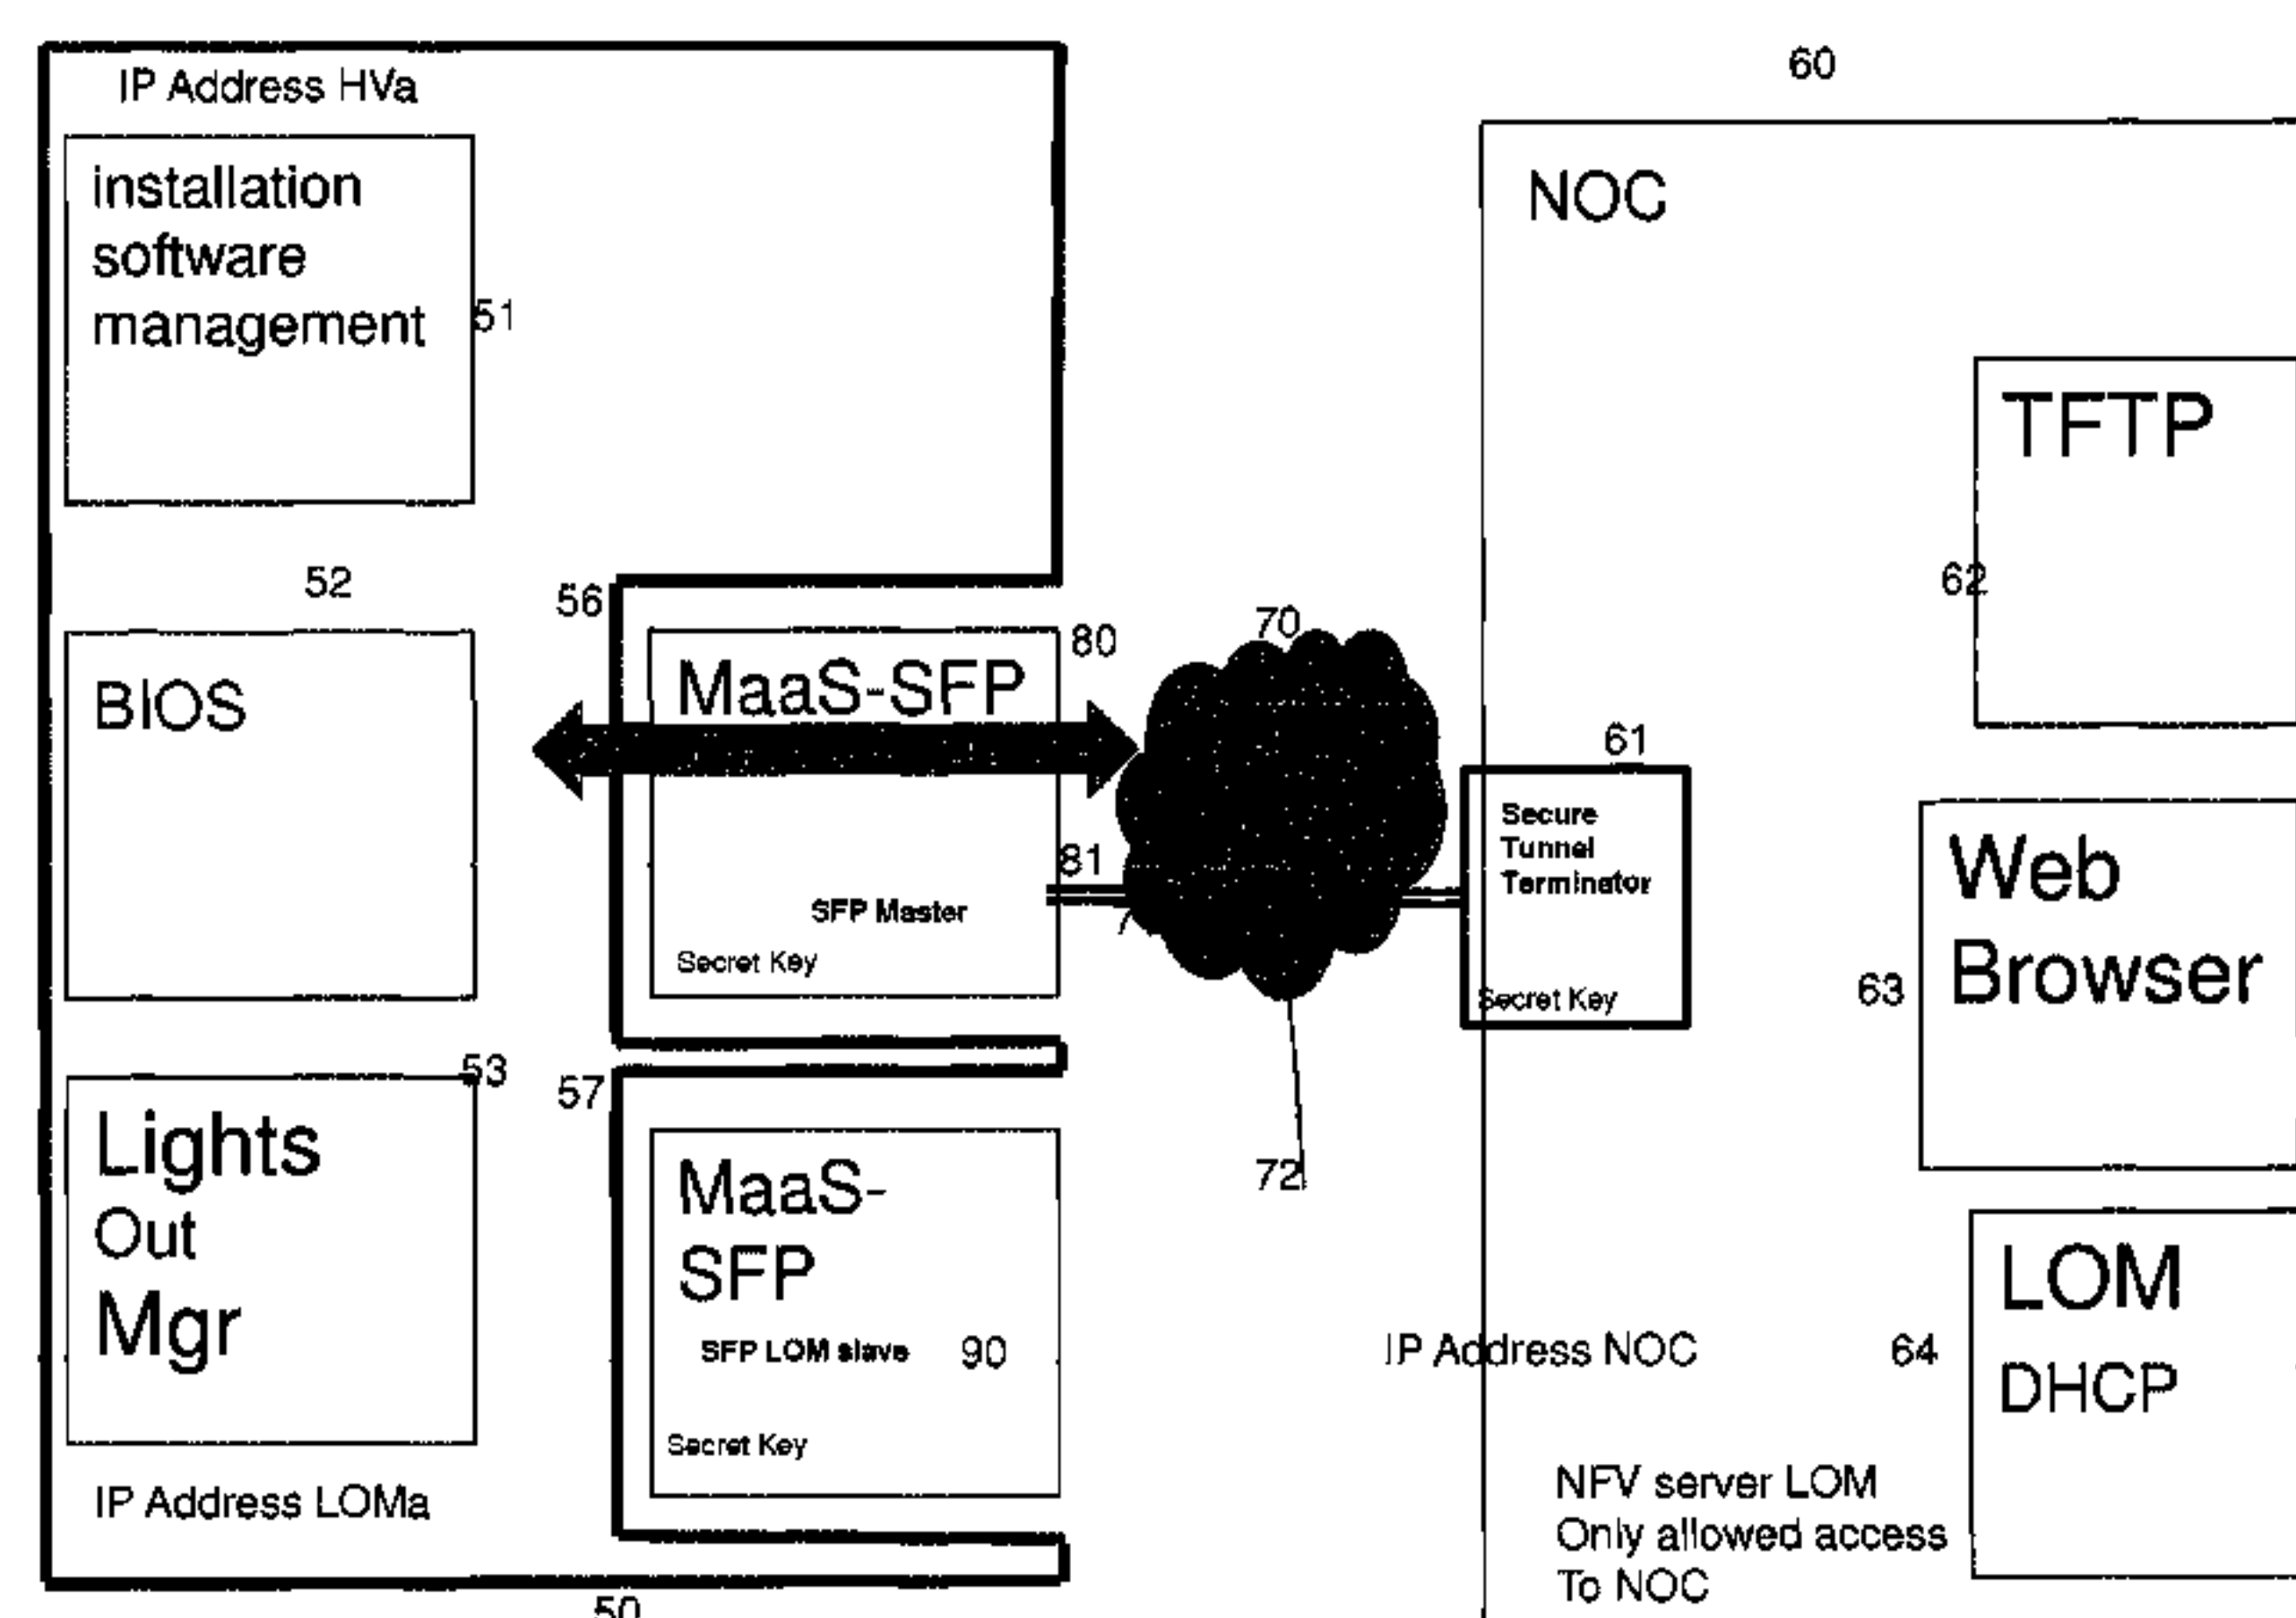 IP Address HVa
installation
software
management
51
52
BIOS
53
Lights
Out
Mgr
IP Address LOMa
50
56
80
MaaS-SFP
81
SFP Master
Secret Key
57
MaaS-
SFP
SFP LOM slave 90
Secret Key
70
72
60
NOC
61
Secure
Tunnel
Terminator
Secret Key
TFTP
62
Web
Browser
63
LOM
DHCP
64
IP Address NOC
NFV server LOM
Only allowed access
To NOC